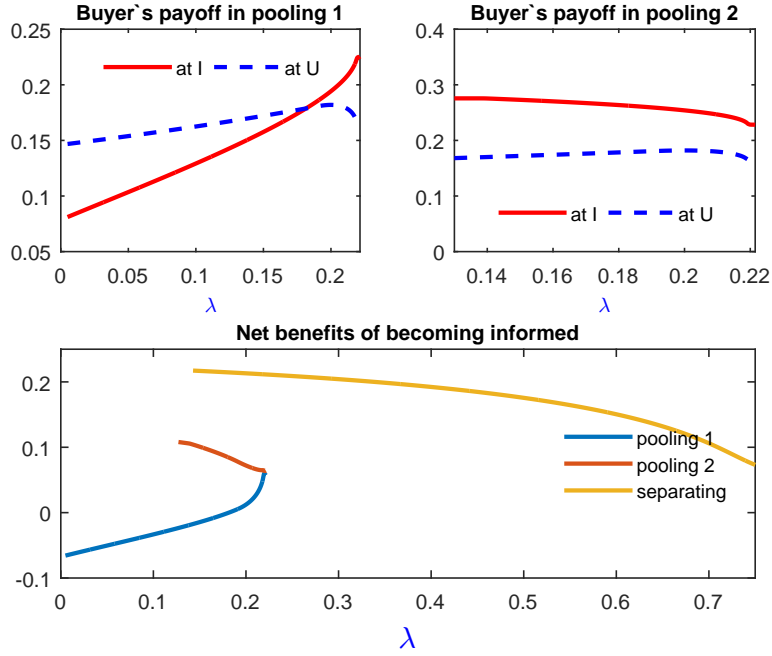 Buyer`s payoff in pooling 1
0.25
0.2
0.15
0.1
0.05
at I
at U
0
0.05
0.1
0.15
0.2
λ
Buyer`s payoff in pooling 2
0.4
0.3
0.2
0.1
0
at I
at U
0.14
0.16
0.18
0.2
0.22
λ
Net benefits of becoming informed
0.2
0.1
0
-0.1
pooling 1
pooling 2
separating
0
0.1
0.2
0.3
0.4
0.5
0.6
0.7
λ